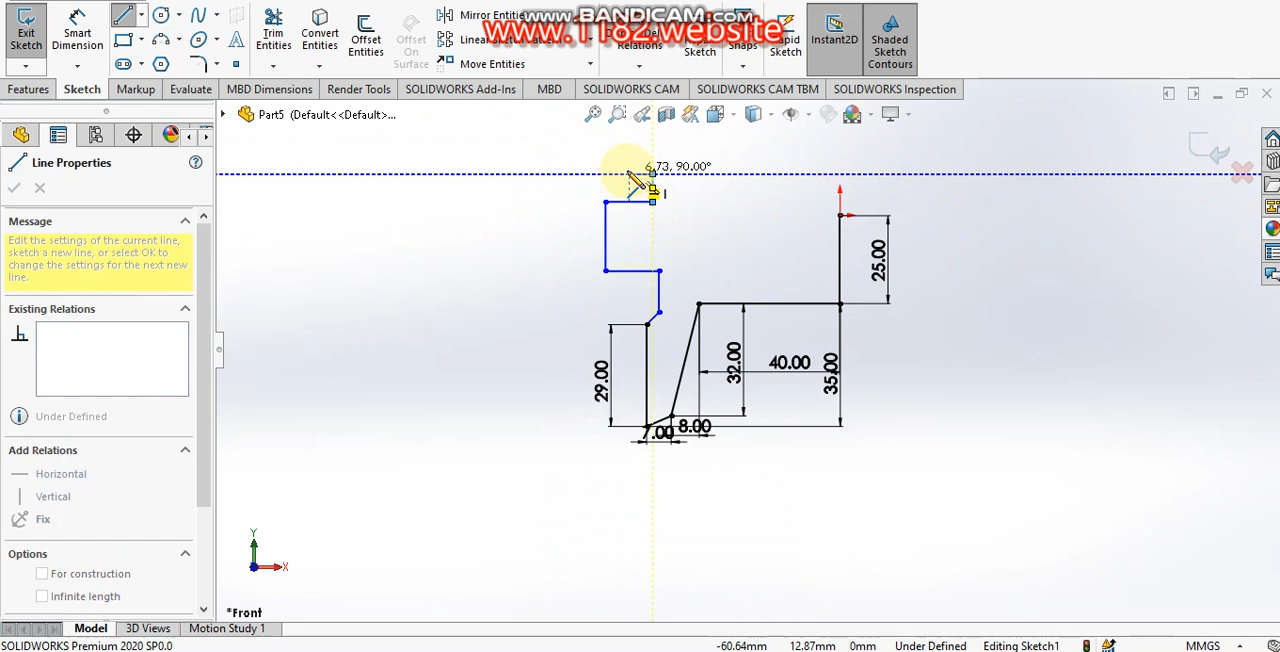 www.BANDICAM.com
www.1182.website
Exit Sketch
Smart Dimension
Trim Entities
Convert Entities
Offset Entities
Offset On Surface
Mirror Entities
Move Entities
Relations
Snaps
Rapid Sketch
Instant2D
Shaded Sketch Contours
Features
Sketch
Markup
Evaluate
MBD Dimensions
Render Tools
SOLIDWORKS Add-Ins
MBD
SOLIDWORKS CAM
SOLIDWORKS CAM TBM
SOLIDWORKS Inspection
Part5 (Default<<Default>...
Line Properties
Message
Edit the settings of the current line,
sketch a new line, or select OK to
change the settings for the next new
line.
Existing Relations
Under Defined
Add Relations
Horizontal
Vertical
Fix
Options
For construction
Infinite length
6.73, 90.00°
25.00
29.00
32.00
40.00
35.00
7.00
8.00
Y
X
*Front
Model
3D Views
Motion Study 1
SOLIDWORKS Premium 2020 SP0.0
-60.64mm
12.87mm
0mm
Under Defined
Editing Sketch1
MMGS